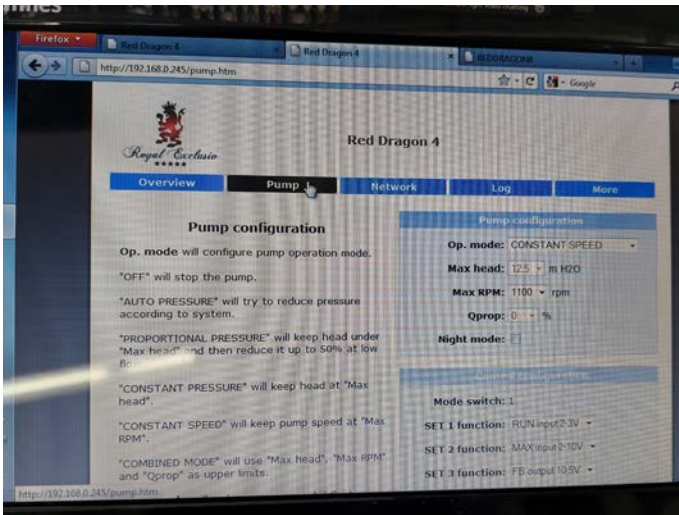 Firefox
Red Dragon 4
Red Dragon 4
REDDRAGON4
http://192.168.0.245/pump.htm
Google
Royal Exclusiv
Red Dragon 4
Overview
Pump
Network
Log
More
Pump configuration
Op. mode will configure pump operation mode.
"OFF" will stop the pump.
"AUTO PRESSURE" will try to reduce pressure
according to system.
"PROPORTIONAL PRESSURE" will keep head under
"Max head" and then reduce it up to 50% at low
"CONSTANT PRESSURE" will keep head at "Max
head".
"CONSTANT SPEED" will keep pump speed at "Max
RPM".
"COMBINED MODE" will use "Max head", "Max RPM"
and "Qprop" as upper limits.
Pump configuration
Op. mode: CONSTANT SPEED
Max head: 12.5 m H2O
Max RPM: 1100 rpm
Qprop: 0 %
Night mode:
Mode switch: 1
SET 1 function: RUN input 2-3V
SET 2 function: MAX input 2-10V
SET 3 function: FB output 10.5V
http://192.168.0.245/pump.htm